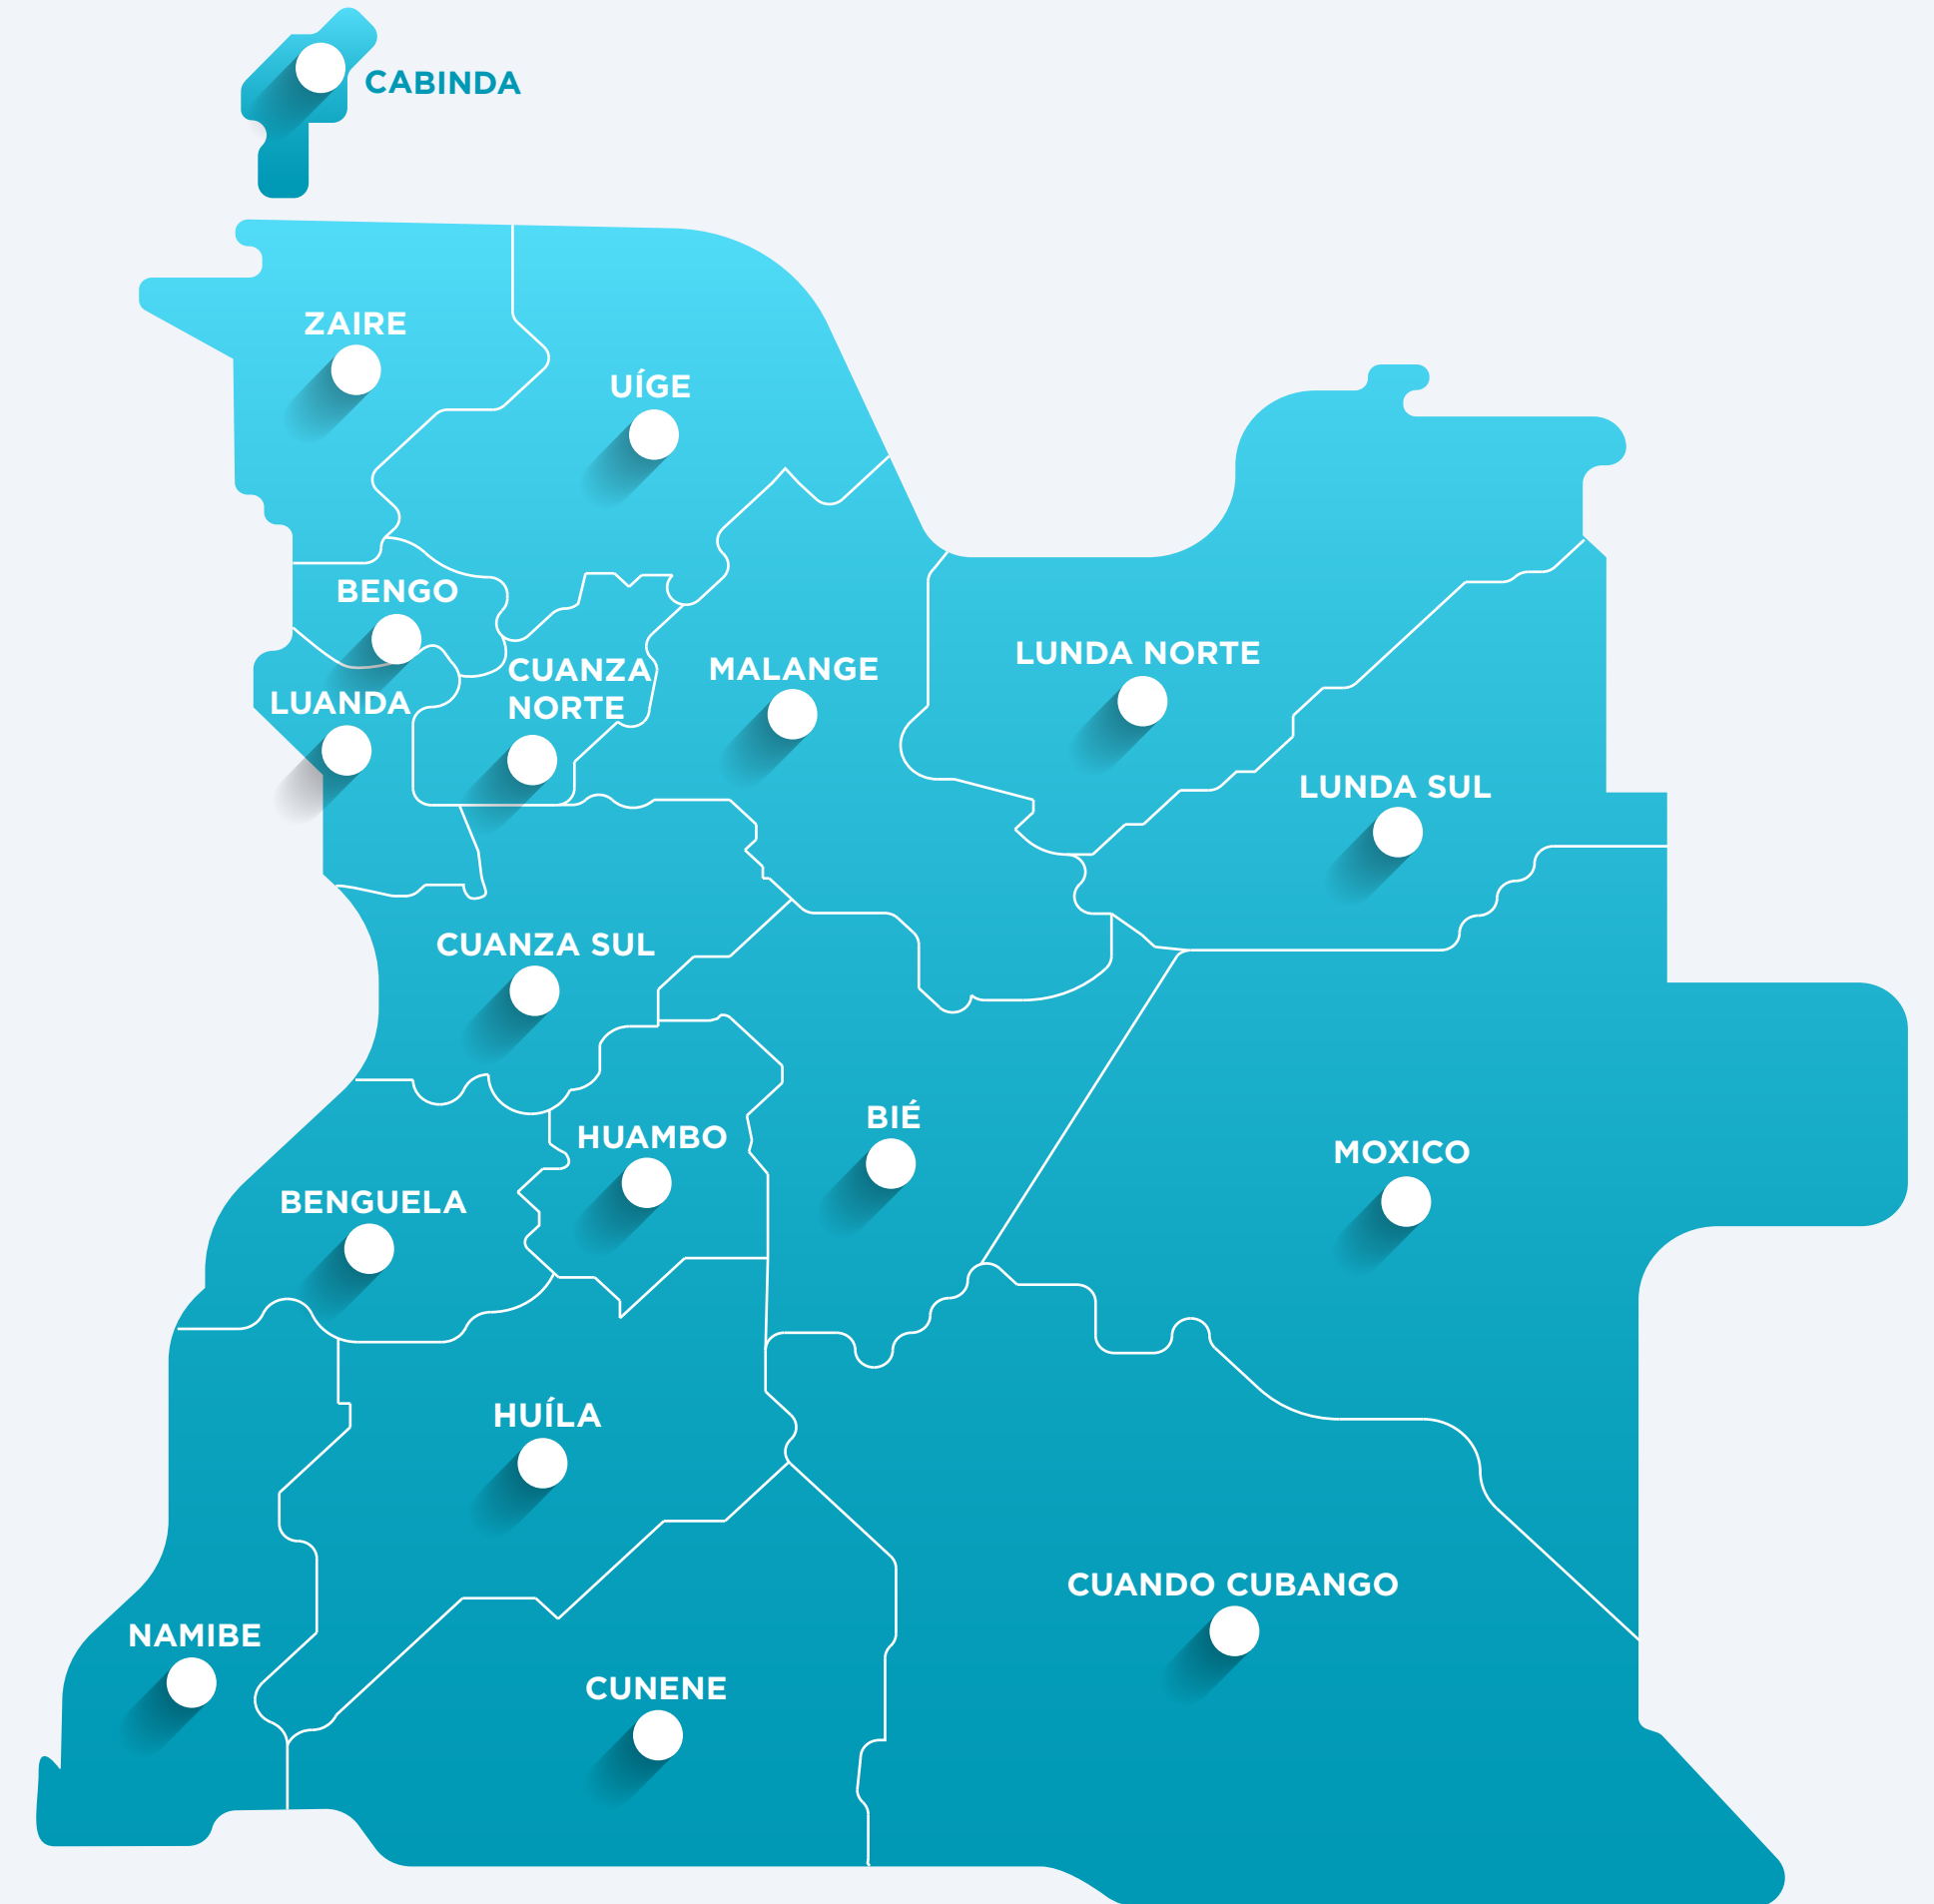 CABINDA
ZAIRE
UÍGE
BENGO
LUNDA NORTE
CUANZA
NORTE
MALANGE
LUANDA
LUNDA SUL
CUANZA SUL
BIÉ
HUAMBO
MOXICO
BENGUELA
HUÍLA
CUANDO CUBANGO
NAMIBE
CUNENE